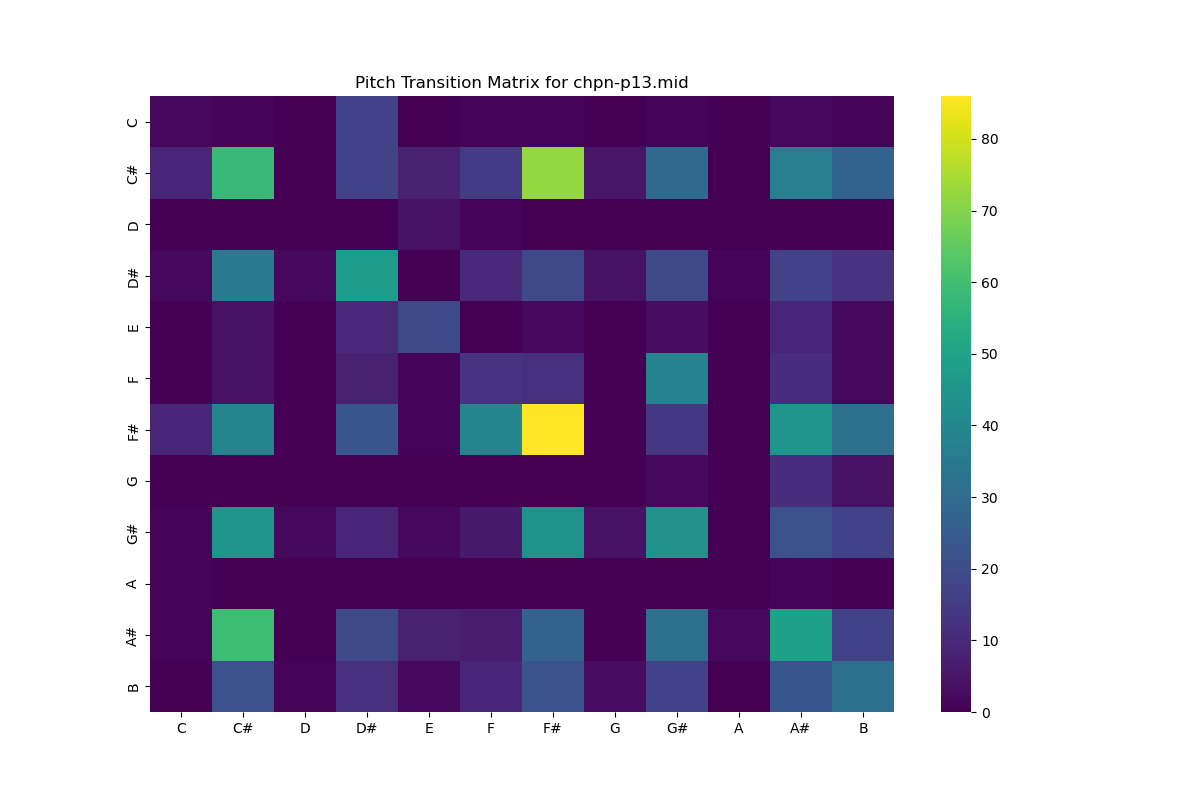 Pitch Transition Matrix for chpn-p13.mid
C
C#
D
D#
E
F
F#
G
G#
A
A#
B
C C# D D# E F F# G G# A A# B
80
70
60
50
40
30
20
10
0